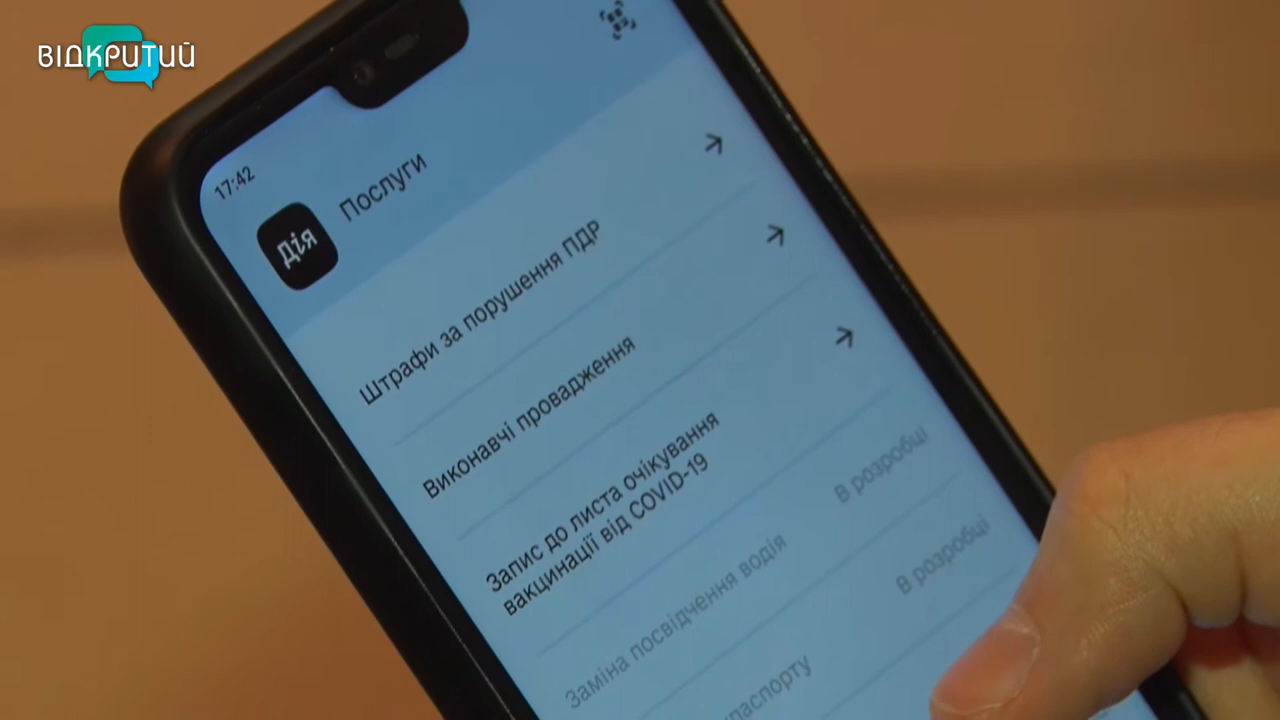 ВІДКРИТИЙ
17:42
Дія
Послуги
Штрафи за порушення ПДР
Виконавчі провадження
Запис до листа очікування
вакцинації від COVID-19
Заміна посвідчення водія
В розробці
паспорту
В розробці